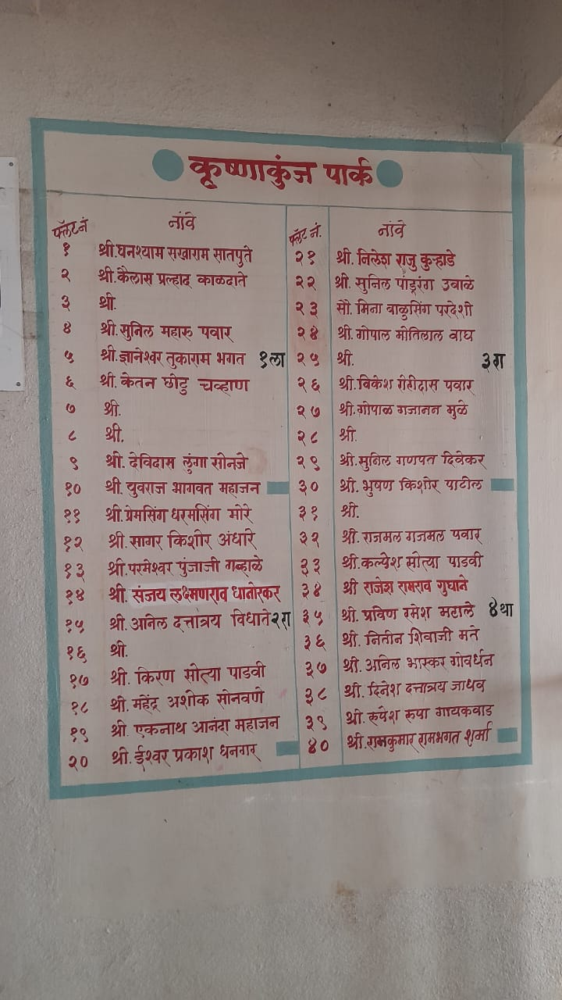 कृष्णाकुंज पार्क
फ्लॅट नं नांवे
१ श्री.घनश्याम सखाराम सातपुते
२ श्री.कैलास प्रल्हाद काळदाते
३ श्री.
४ श्री.सुनिल महारु पवार
५ श्री.ज्ञानेश्वर तुकाराम भगत १ला
६ श्री.केतन छोटु चव्हाण
७ श्री.
८ श्री.
९ श्री. देविदास लुंगा सोनजे
१० श्री.युवराज भागवत महाजन
११ श्री.प्रेमसिंग धरमसिंग मोरे
१२ श्री.सागर किशोर अंधारे
१३ श्री.परमेश्वर पुंजाजी गव्हाळे
१४ श्री. संजय लक्ष्मणराव धानोरकर
१५ श्री.अनिल दत्तात्रय विधाते २रा
१६ श्री.
१७ श्री. किरण सोत्या पाडवी
१८ श्री.महेंद्र अशोक सोनवणे
१९ श्री.एकनाथ आनंदा महाजन
२० श्री.ईश्वर प्रकाश धनगर
फ्लॅट नं. नांवे
२१ श्री. निलेश राजु कुऱ्हाडे
२२ श्री. सुनिल पांडूरंग उबाळे
२३ सौ. मिना बाळुसिंग परदेशी
२४ श्री.गोपाल मोतिलाल वाघ
२५ श्री. ३रा
२६ श्री.विकेश रोहीदास पवार
२७ श्री.गोपाळ गजानन मुळे
२८ श्री.
२९ श्री.सुनिल गणपत दिवेकर
३० श्री. भुषण किशोर पाटील
३१ श्री.
३२ श्री. राजमल गजमल पवार
३३ श्री.कल्पेश सोत्या पाडवी
३४ श्री राजेश रामराव गुघाने
३५ श्री. प्रविण रमेश मटाले ४था
३६ श्री. नितीन शिवाजी मते
३७ श्री. अनिल भास्कर गोवर्धन
३८ श्री. दिनेश दत्तात्रय जाधव
३९ श्री. रुपेश रुपा गायकवाड
४० श्री.रामकुमार रामभगत शर्मा